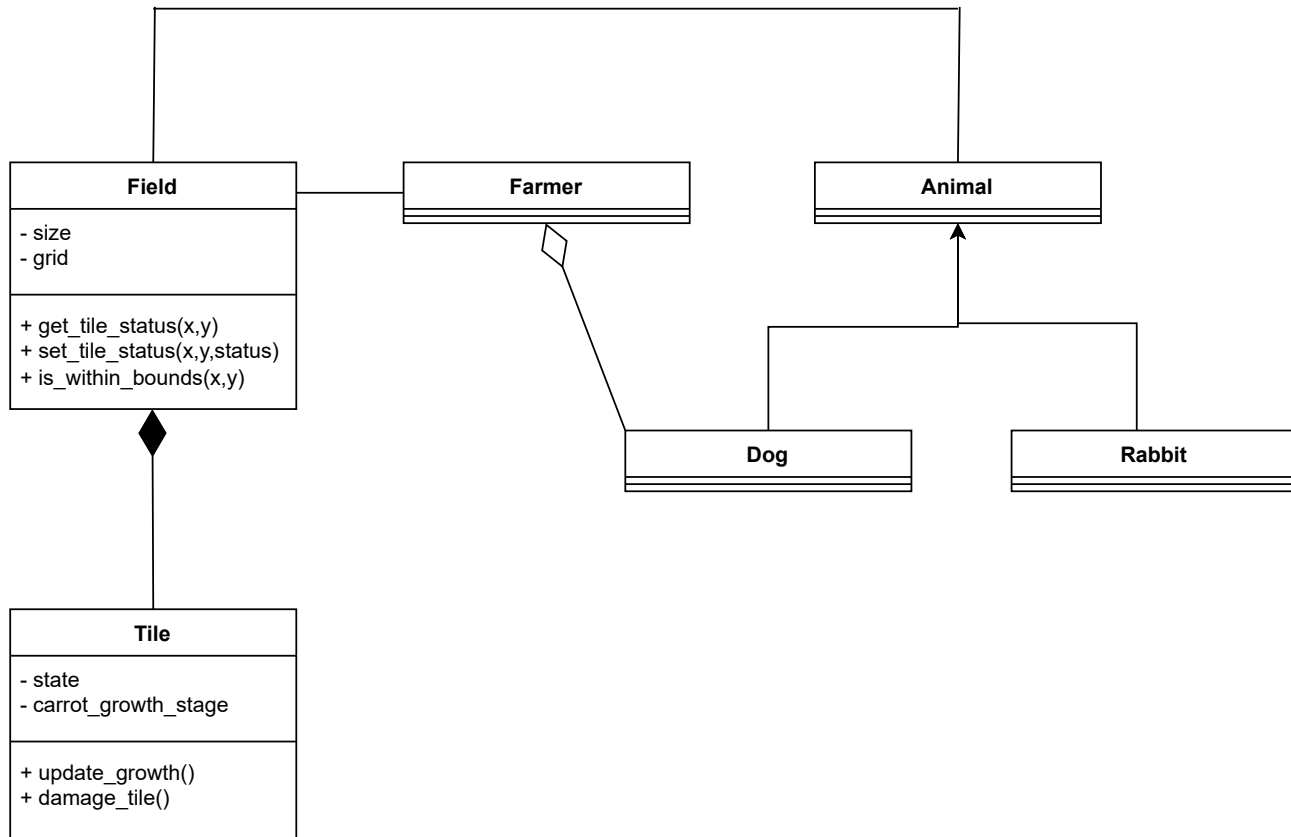 Field
- size
- grid
+ get_tile_status(x,y)
+ set_tile_status(x,y,status)
+ is_within_bounds(x,y)
Farmer
Animal
Dog
Rabbit
Tile
- state
- carrot_growth_stage
+ update_growth()
+ damage_tile()